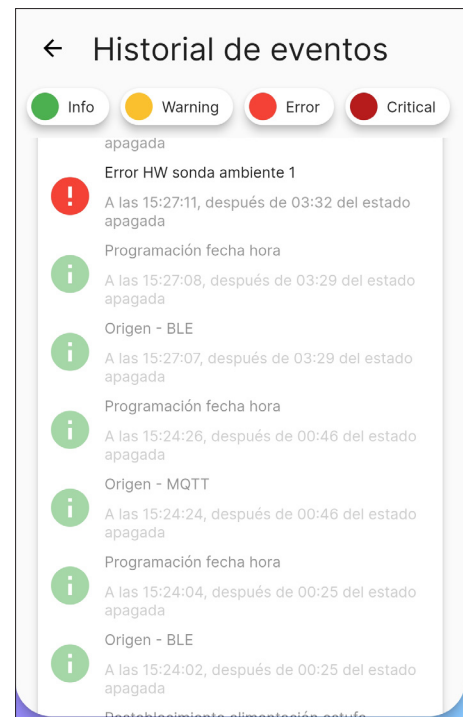 Historial de eventos
Info
Warning
Error
Critical
apagada
Error HW sonda ambiente 1
A las 15:27:11, después de 03:32 del estado
apagada
Programación fecha hora
A las 15:27:08, después de 03:29 del estado
apagada
Origen - BLE
A las 15:27:07, después de 03:29 del estado
apagada
Programación fecha hora
A las 15:24:26, después de 00:46 del estado
apagada
Origen - MQTT
A las 15:24:24, después de 00:46 del estado
apagada
Programación fecha hora
A las 15:24:04, después de 00:25 del estado
apagada
Origen - BLE
A las 15:24:02, después de 00:25 del estado
apagada
Restablecimiento alimentación estufa